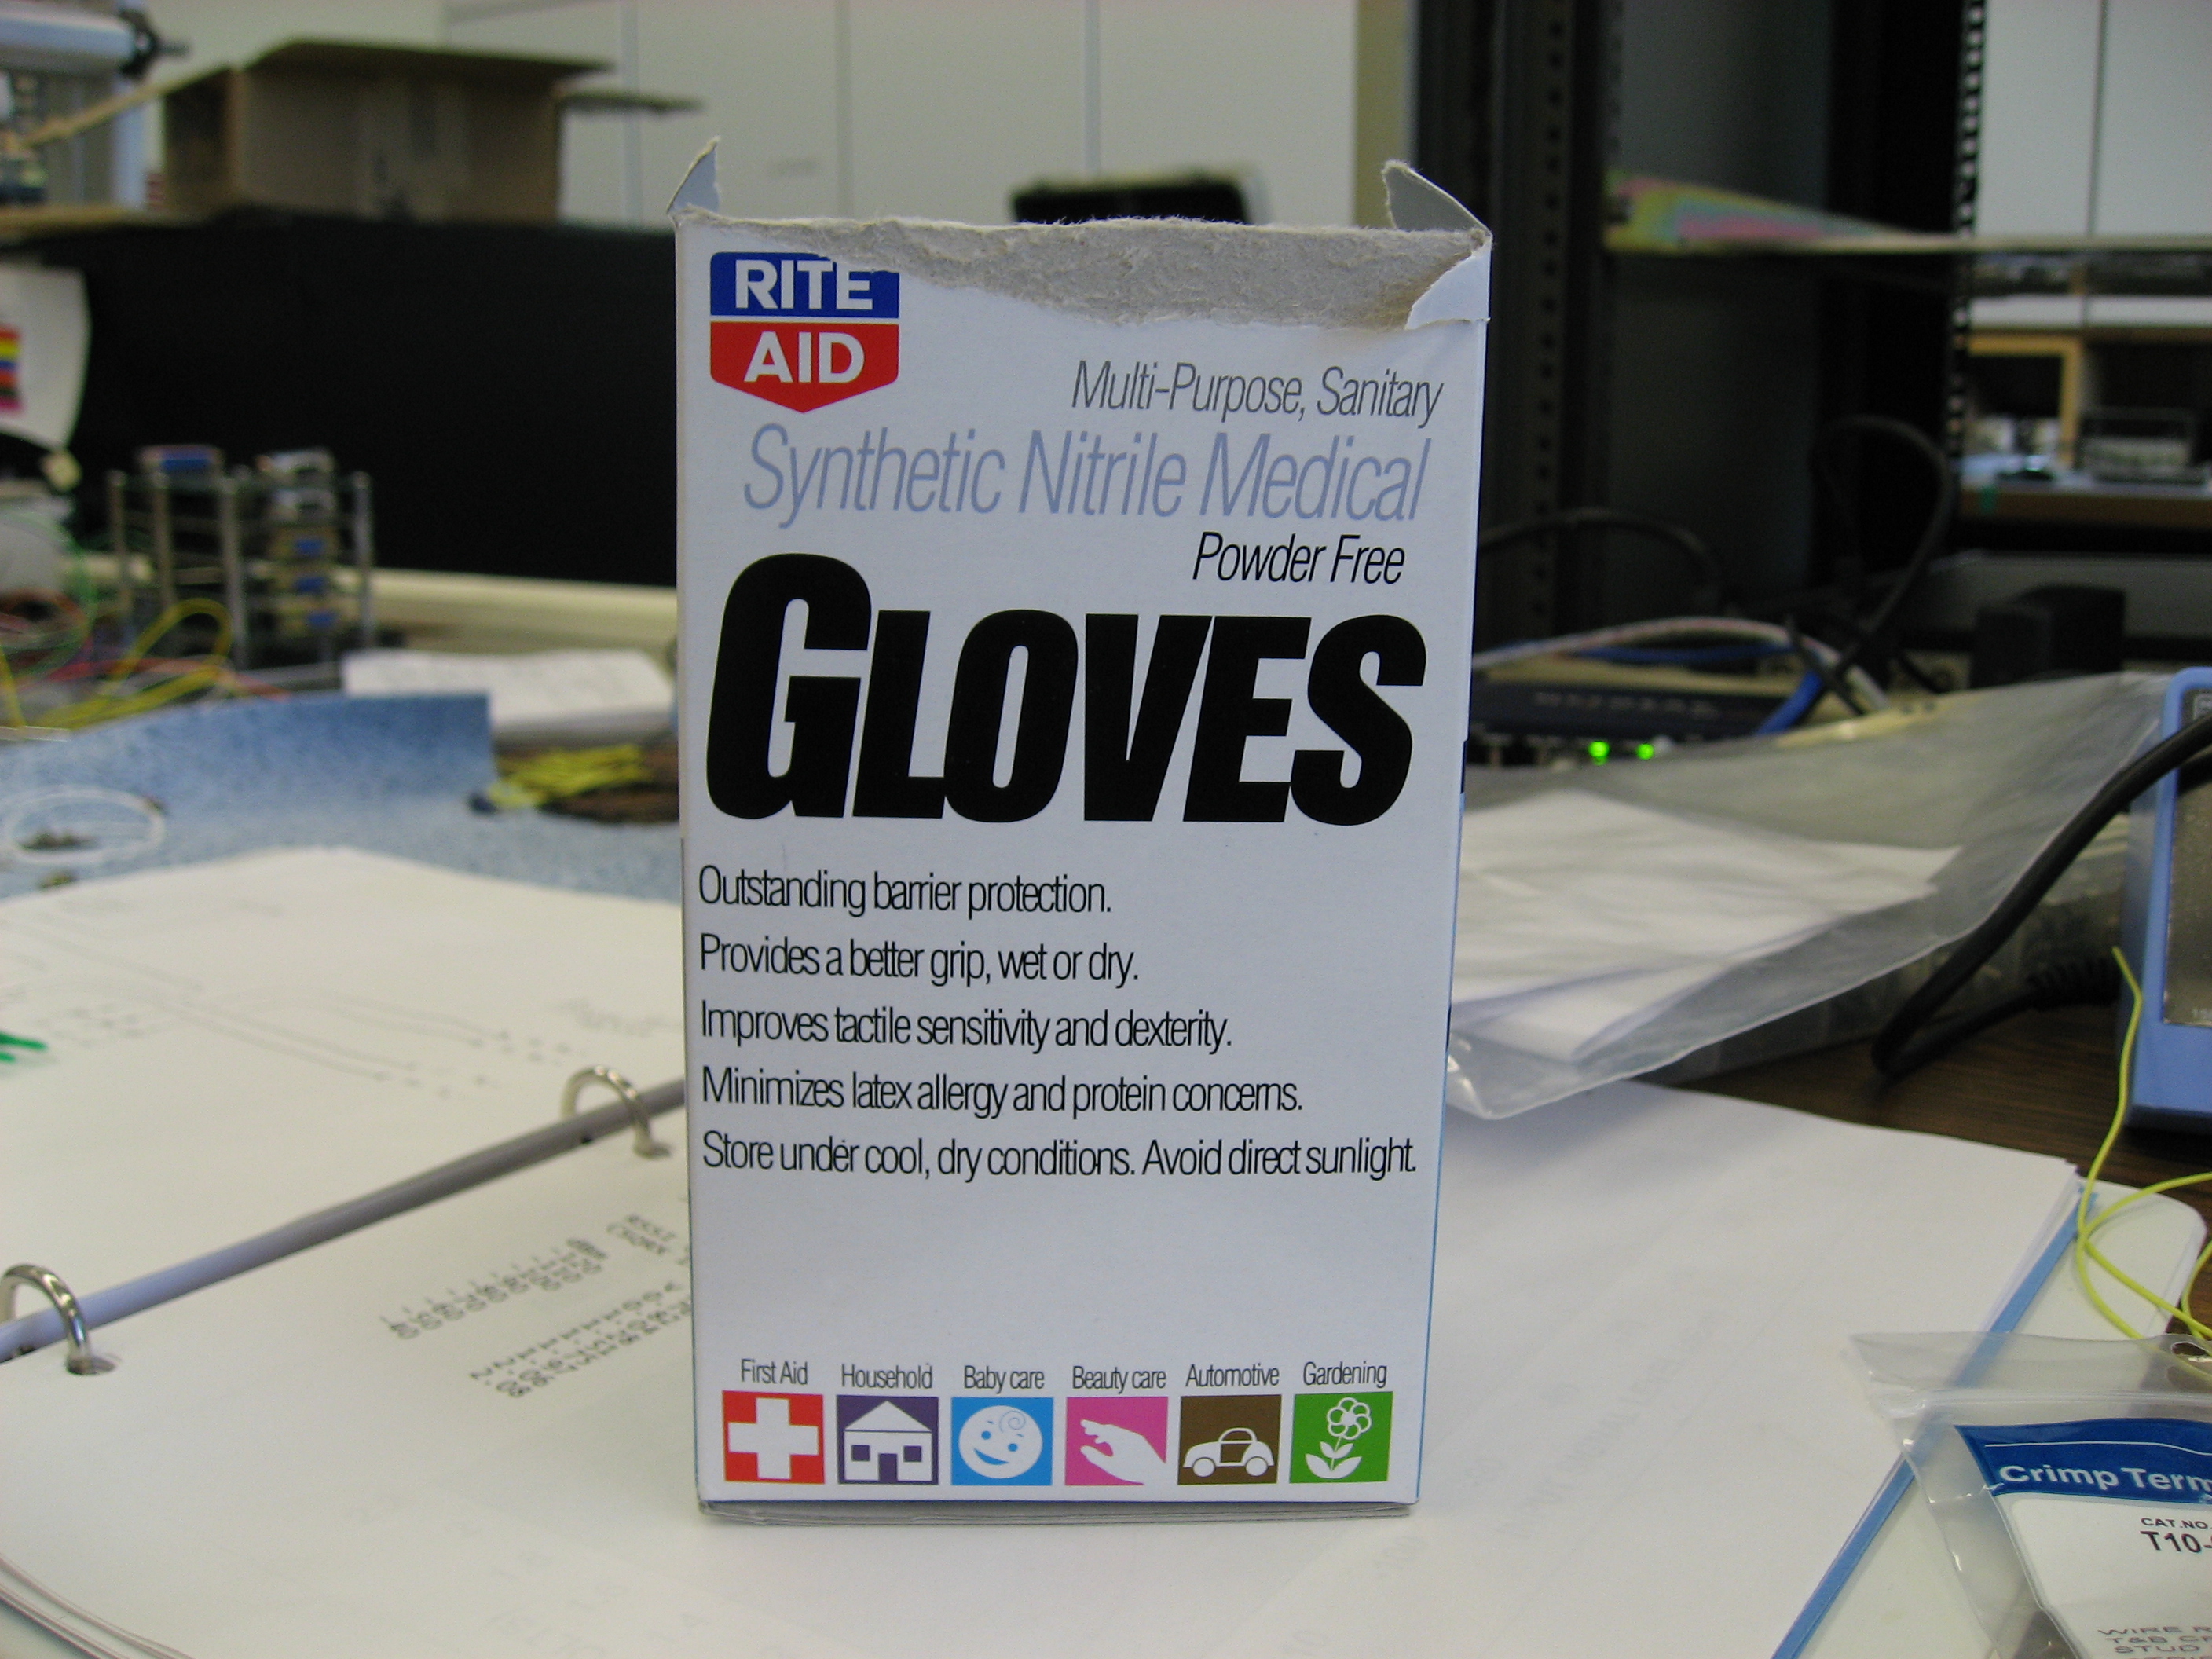 RITE
AID
Multi-Purpose, Sanitary
Synthetic Nitrile Medical
Powder Free
GLOVES
Outstanding barrier protection.
Provides a better grip, wet or dry.
Improves tactile sensitivity and dexterity.
Minimizes latex allergy and protein concerns.
Store under cool, dry conditions. Avoid direct sunlight.
First Aid Household Baby care Beauty care Automotive Gardening
Crimp
CAT.NO.
T10-